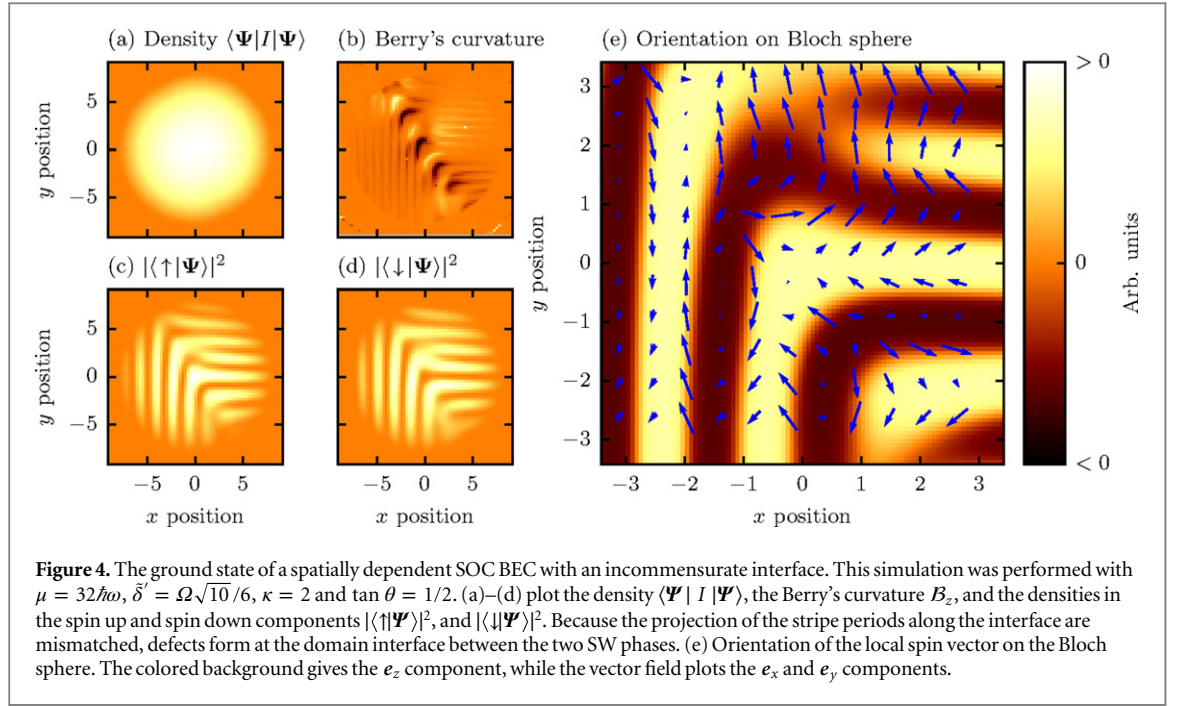 (a) Density ⟨Ψ|I|Ψ⟩
(b) Berry's curvature
(e) Orientation on Bloch sphere
y position
5
0
−5
(c) |⟨↑|Ψ⟩|²
(d) |⟨↓|Ψ⟩|²
y position
5
0
−5
−5 0 5
−5 0 5
x position
x position
y position
3
2
1
0
−1
−2
−3
−3 −2 −1 0 1 2 3
x position
> 0
0
< 0
Arb. units
Figure 4. The ground state of a spatially dependent SOC BEC with an incommensurate interface. This simulation was performed with
μ = 32ħω, δ̃′ = Ω√10/6, κ = 2 and tan θ = 1/2. (a)–(d) plot the density ⟨Ψ| I |Ψ⟩, the Berry's curvature ℬz, and the densities in
the spin up and spin down components |⟨↑|Ψ⟩|², and |⟨↓|Ψ⟩|². Because the projection of the stripe periods along the interface are
mismatched, defects form at the domain interface between the two SW phases. (e) Orientation of the local spin vector on the Bloch
sphere. The colored background gives the e_z component, while the vector field plots the e_x and e_y components.